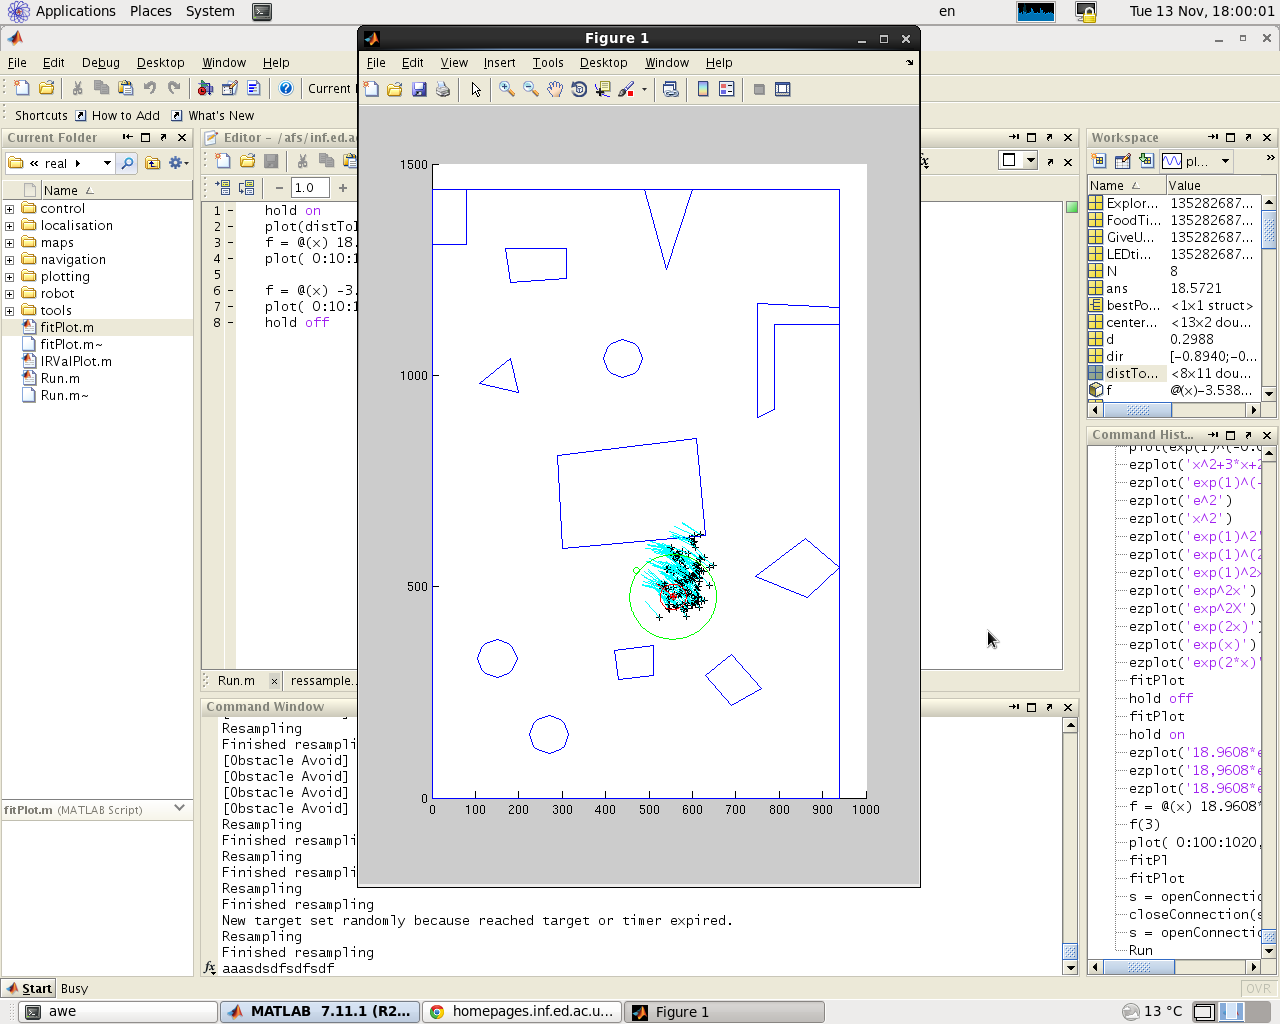 Applications Places System
en
Tue 13 Nov, 18:00:01
Figure 1
File Edit Debug Desktop Window Help
File Edit View Insert Tools Desktop Window Help
Current
Shortcuts How to Add What's New
Current Folder
« real
Name
control
localisation
maps
navigation
plotting
robot
tools
fitPlot.m
fitPlot.m~
IRValPlot.m
Run.m
Run.m~
fitPlot.m (MATLAB Script)
Editor - /afs/inf.ed.ac
1.0
1 - hold on
2 - plot(distTo
3 - f = @(x) 18.
4 - plot( 0:10:1
5
6 - f = @(x) -3.
7 - plot( 0:10:1
8 - hold off
Run.m × ressample.
1500
1000
500
0
0 100 200 300 400 500 600 700 800 900 1000
Command Window
Resampling
Finished resampli
[Obstacle Avoid]
[Obstacle Avoid]
[Obstacle Avoid]
[Obstacle Avoid]
Resampling
Finished resampli
Resampling
Finished resampli
Resampling
Finished resampling
New target set randomly because reached target or timer expired.
Resampling
Finished resampling
fx aaasdsdfsdfsdf
Workspace
pl...
Name Value
Explor... 135282687...
FoodTi... 135282687...
GiveU... 135282687...
LEDti... 135282687...
N 8
ans 18.5721
bestPo... <1x1 struct>
center... <13x2 dou...
d 0.2988
dir [-0.8940;-0...
distTo... <8x11 dou...
f @(x)-3.538...
Command Hist...
plot(exp(1)^(-0.0
ezplot('x^2+3*x+2
ezplot('exp(1)^(-
ezplot('e^2')
ezplot('x^2')
ezplot('exp(1)^2'
ezplot('exp(1)^(2
ezplot('exp(1)^2x
ezplot('exp^2x')
ezplot('exp^2X')
ezplot('exp(2x)')
ezplot('exp(x)')
ezplot('exp(2*x)'
fitPlot
hold off
fitPlot
hold on
ezplot('18.9608*e
ezplot('18,9608*e
ezplot('18.9608*e
f = @(x) 18.9608*
f(3)
plot( 0:100:1020,
fitPl
fitPlot
s = openConnectio
closeConnection(s
s = openConnectio
Run
Start Busy
OVR
awe
MATLAB 7.11.1 (R2...
homepages.inf.ed.ac.u...
Figure 1
13 °C